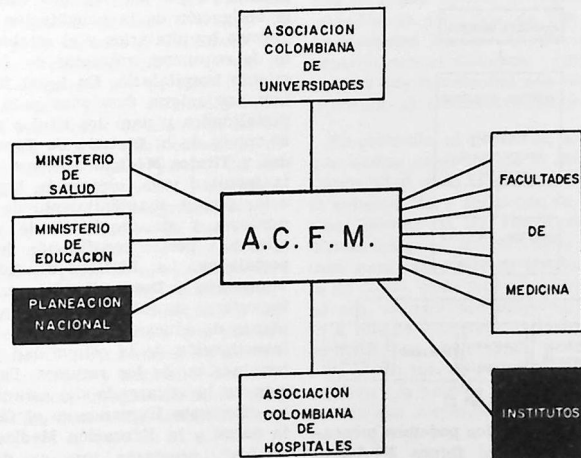 ASOCIACION
COLOMBIANA
DE
UNIVERSIDADES
MINISTERIO
DE
SALUD
MINISTERIO
DE
EDUCACION
PLANEACION
NACIONAL
A.C.F.M.
FACULTADES
DE
MEDICINA
ASOCIACION
COLOMBIANA
DE
HOSPITALES
INSTITUTOS